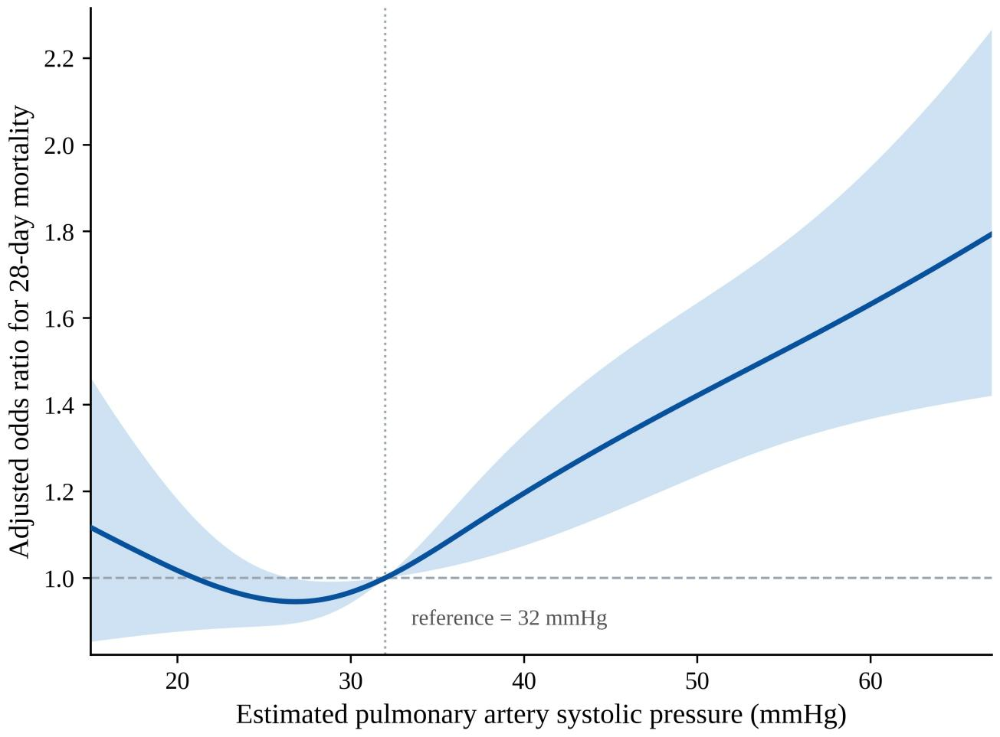 Adjusted odds ratio for 28-day mortality
2.2
2.0
1.8
1.6
1.4
1.2
1.0
reference = 32 mmHg
20 30 40 50 60
Estimated pulmonary artery systolic pressure (mmHg)